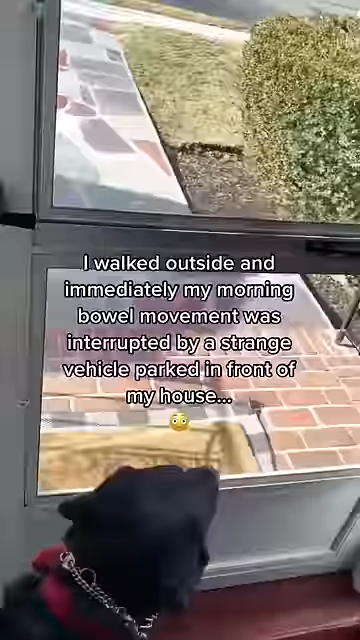 I walked outside and
immediately my morning
bowel movement was
interrupted by a strange
vehicle parked in front of
my house...
😳